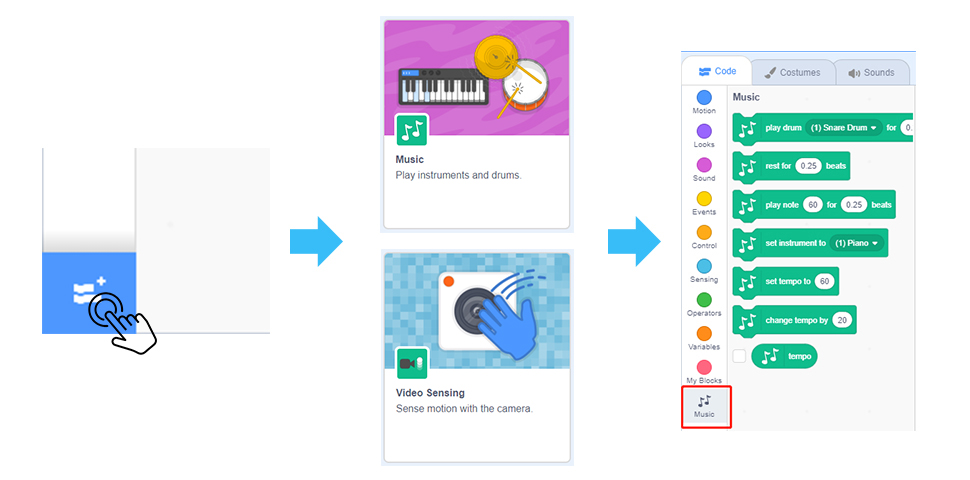 Music
Play instruments and drums.
Video Sensing
Sense motion with the camera.
Code Costumes Sounds
Motion
Looks
Sound
Events
Control
Sensing
Operators
Variables
My Blocks
Music
Music
play drum (1) Snare Drum for 0.
rest for 0.25 beats
play note 60 for 0.25 beats
set instrument to (1) Piano
set tempo to 60
change tempo by 20
tempo